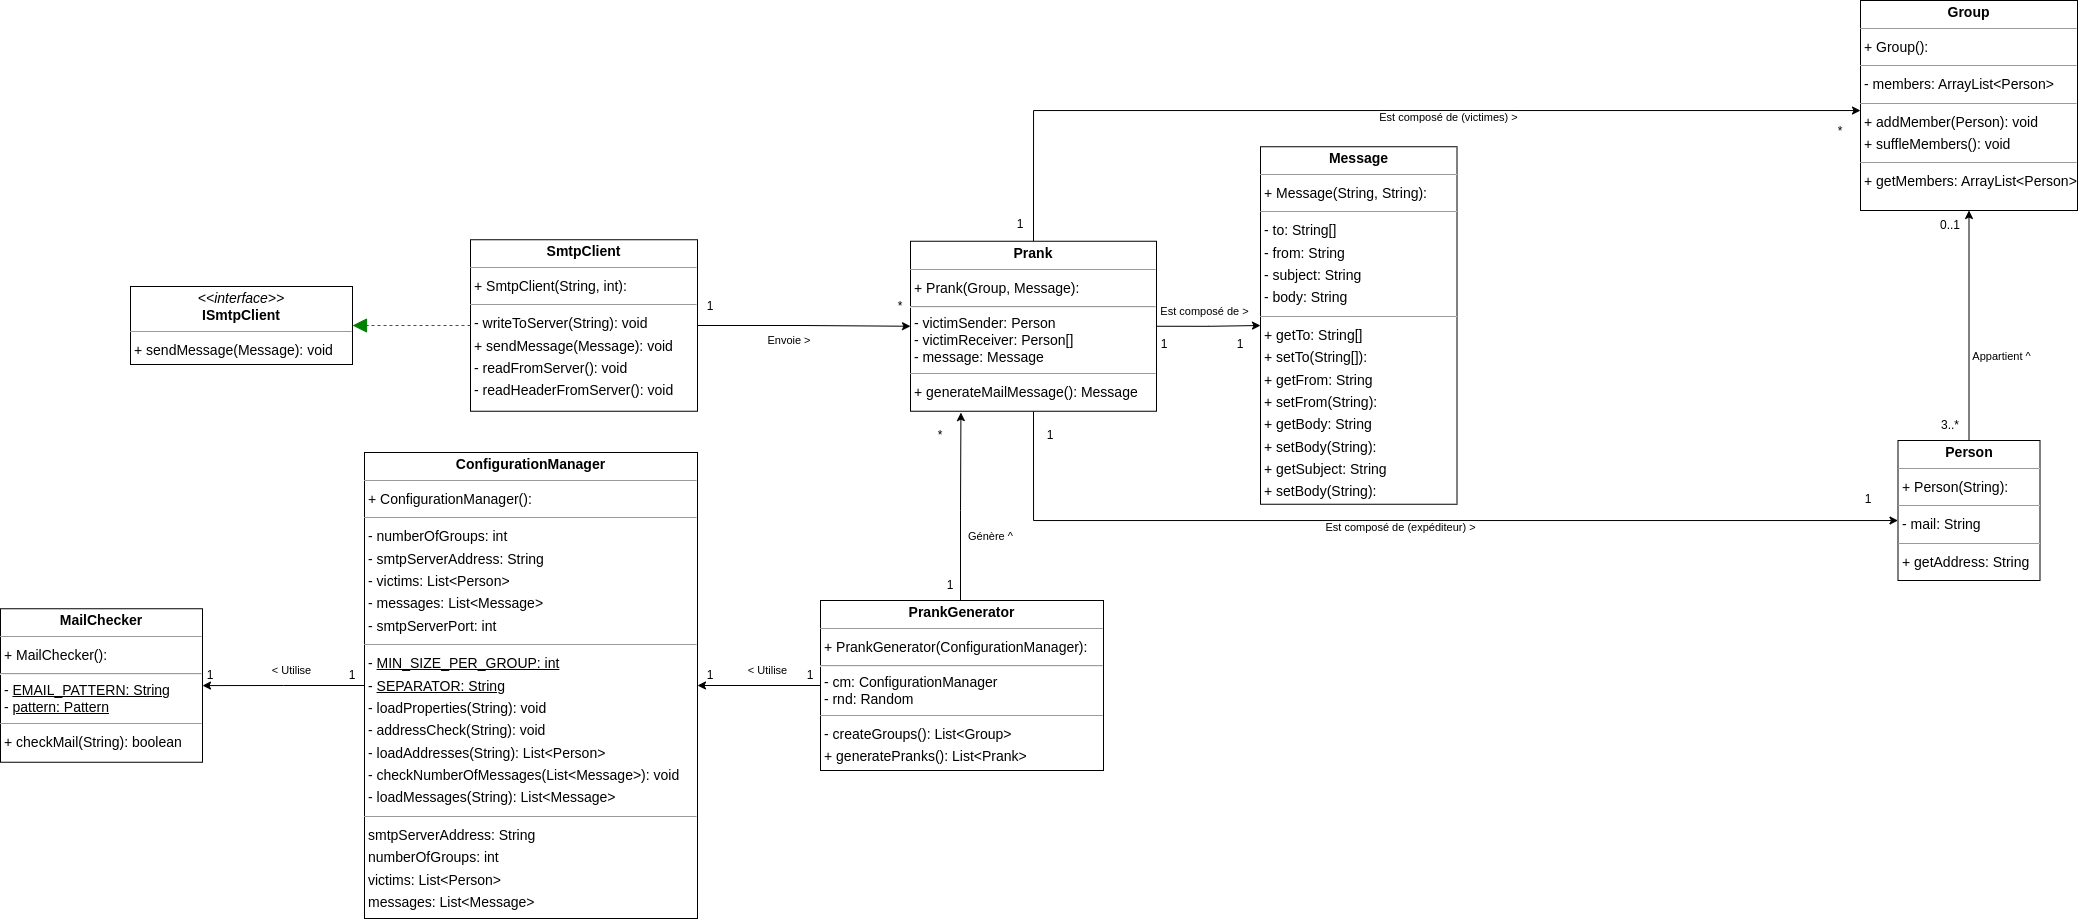 Group
+ Group():
- members: ArrayList<Person>
+ addMember(Person): void
+ suffleMembers(): void
+ getMembers: ArrayList<Person>
Est composé de (victimes) >
*
1
Message
+ Message(String, String):
- to: String[]
- from: String
- subject: String
- body: String
+ getTo: String[]
+ setTo(String[]):
+ getFrom: String
+ setFrom(String):
+ getBody: String
+ setBody(String):
+ getSubject: String
+ setBody(String):
<<interface>>
ISmtpClient
+ sendMessage(Message): void
SmtpClient
+ SmtpClient(String, int):
- writeToServer(String): void
+ sendMessage(Message): void
- readFromServer(): void
- readHeaderFromServer(): void
1
*
Envoie >
Prank
+ Prank(Group, Message):
- victimSender: Person
- victimReceiver: Person[]
- message: Message
+ generateMailMessage(): Message
Est composé de >
1
1
0..1
Appartient ^
3..*
Person
+ Person(String):
- mail: String
+ getAddress: String
*
1
1
Est composé de (expéditeur) >
Génère ^
1
ConfigurationManager
+ ConfigurationManager():
- numberOfGroups: int
- smtpServerAddress: String
- victims: List<Person>
- messages: List<Message>
- smtpServerPort: int
- MIN_SIZE_PER_GROUP: int
- SEPARATOR: String
- loadProperties(String): void
- addressCheck(String): void
- loadAddresses(String): List<Person>
- checkNumberOfMessages(List<Message>): void
- loadMessages(String): List<Message>
smtpServerAddress: String
numberOfGroups: int
victims: List<Person>
messages: List<Message>
PrankGenerator
+ PrankGenerator(ConfigurationManager):
- cm: ConfigurationManager
- rnd: Random
- createGroups(): List<Group>
+ generatePranks(): List<Prank>
1
< Utilise
1
MailChecker
+ MailChecker():
- EMAIL_PATTERN: String
- pattern: Pattern
+ checkMail(String): boolean
1
< Utilise
1